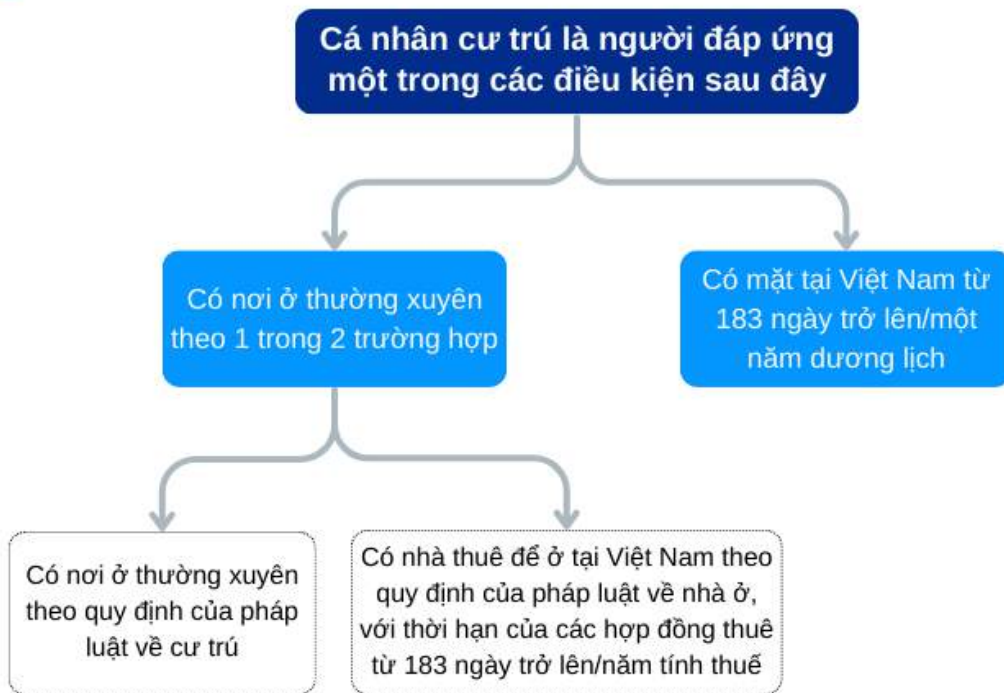 Cá nhân cư trú là người đáp ứng
một trong các điều kiện sau đây
Có nơi ở thường xuyên
theo 1 trong 2 trường hợp
Có mặt tại Việt Nam từ
183 ngày trở lên/một
năm dương lịch
Có nơi ở thường xuyên
theo quy định của pháp
luật về cư trú
Có nhà thuê để ở tại Việt Nam theo
quy định của pháp luật về nhà ở,
với thời hạn của các hợp đồng thuê
từ 183 ngày trở lên/năm tính thuế